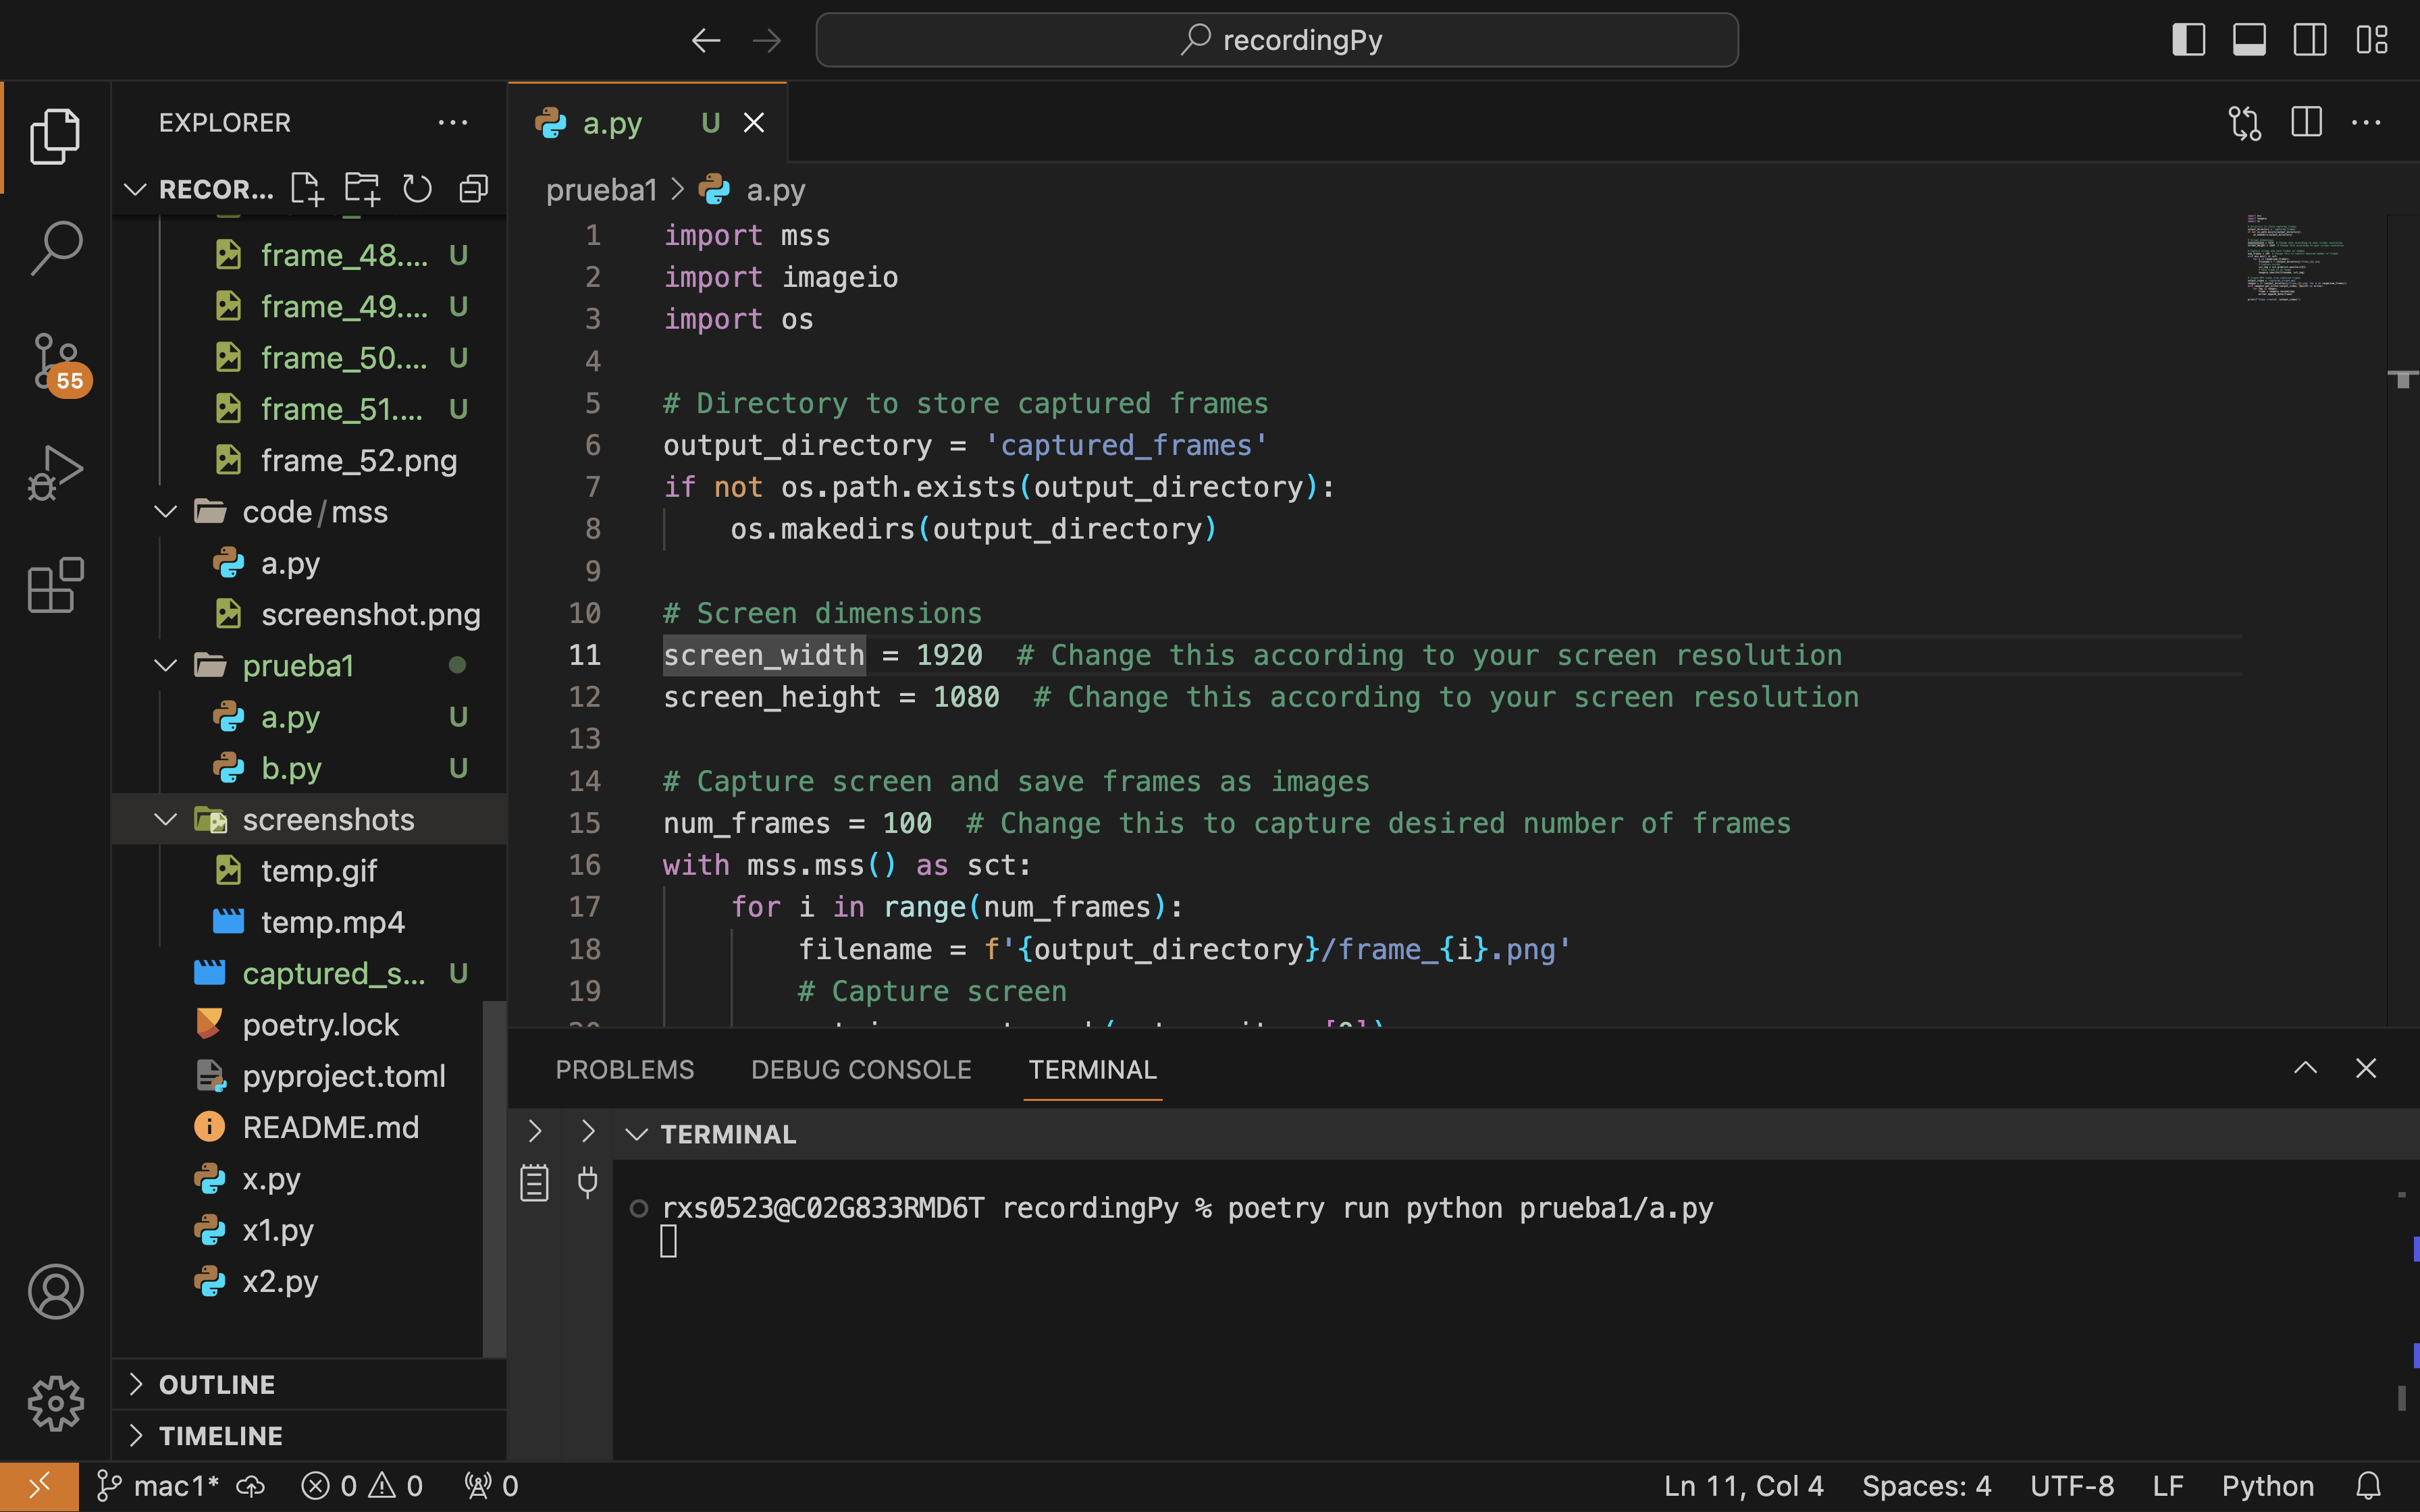 recordingPy
EXPLORER
RECOR...
frame_48....
U
frame_49....
U
frame_50....
U
frame_51....
U
frame_52.png
code/mss
a.py
screenshot.png
prueba1
a.py
U
b.py
U
screenshots
temp.gif
temp.mp4
captured_s...
U
poetry.lock
pyproject.toml
README.md
x.py
x1.py
x2.py
OUTLINE
TIMELINE
55
a.py U
prueba1 > a.py
1 import mss
2 import imageio
3 import os
4
5 # Directory to store captured frames
6 output_directory = 'captured_frames'
7 if not os.path.exists(output_directory):
8 os.makedirs(output_directory)
9
10 # Screen dimensions
11 screen_width = 1920 # Change this according to your screen resolution
12 screen_height = 1080 # Change this according to your screen resolution
13
14 # Capture screen and save frames as images
15 num_frames = 100 # Change this to capture desired number of frames
16 with mss.mss() as sct:
17 for i in range(num_frames):
18 filename = f'{output_directory}/frame_{i}.png'
19 # Capture screen
PROBLEMS DEBUG CONSOLE TERMINAL
TERMINAL
rxs0523@C02G833RMD6T recordingPy % poetry run python prueba1/a.py
mac1* 0 0 0 Ln 11, Col 4 Spaces: 4 UTF-8 LF Python